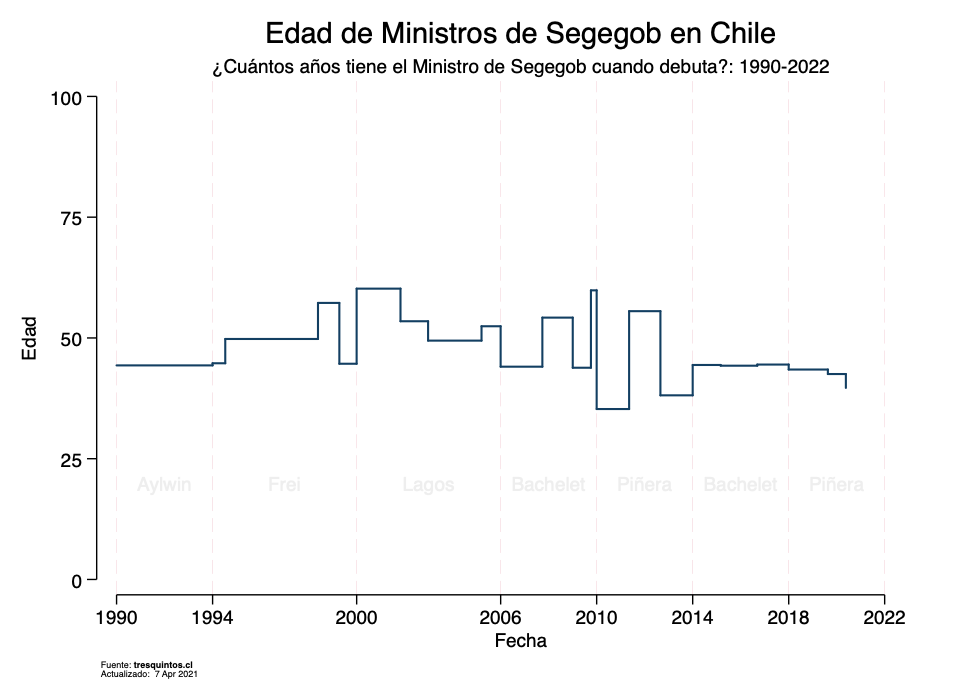 Edad de Ministros de Segegob en Chile
¿Cuántos años tiene el Ministro de Segegob cuando debuta?: 1990-2022
100
75
50
25
0
Edad
Aylwin Frei Lagos Bachelet Piñera Bachelet Piñera
1990 1994 2000 2006 2010 2014 2018 2022
Fecha
Fuente: tresquintos.cl
Actualizado: 7 Apr 2021